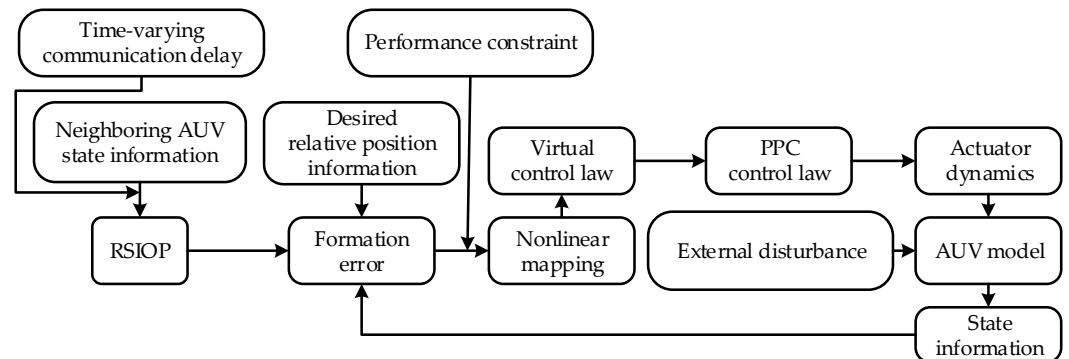 Time-varying
communication delay
Performance constraint
Neighboring AUV
state information
Desired
relative position
information
Virtual
control law
PPC
control law
Actuator
dynamics
RSIOP
Formation
error
Nonlinear
mapping
External disturbance
AUV model
State
information